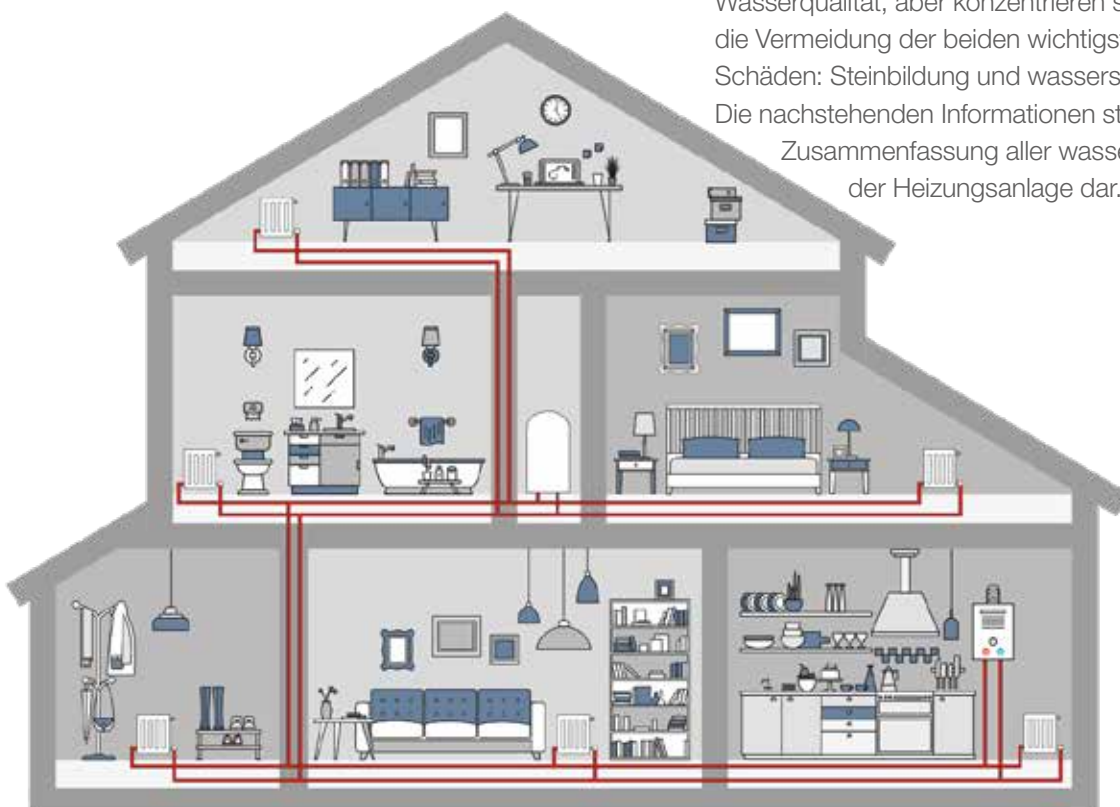 Wasserqualität, aber konzentrieren s
die Vermeidung der beiden wichtigs
Schäden: Steinbildung und wassers
Die nachstehenden Informationen st
Zusammenfassung aller wasse
der Heizungsanlage dar.